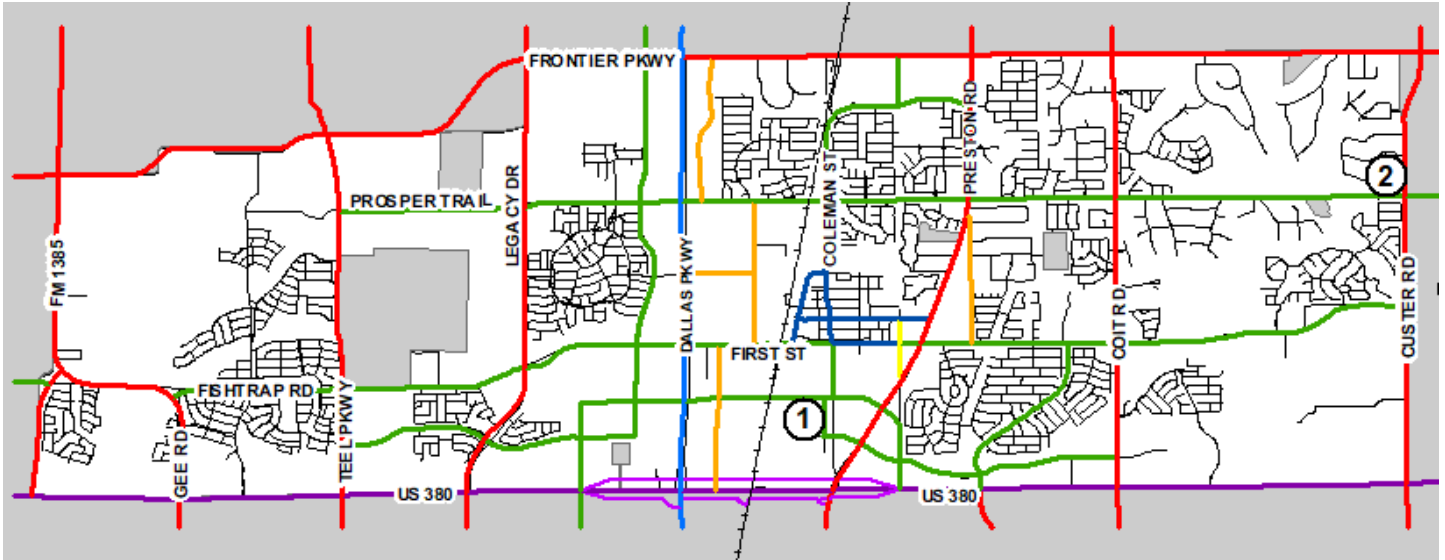 FRONTIER PKWY
PRESTON RD
COLEMAN ST
2
PROSPER TRAIL
LEGACY DR
FM 1385
DALLAS PKWY
COIT RD
CUSTER RD
FIRST ST
FISHTRAP RD
TEEL PKWY
1
GEE RD
US 380
US 380